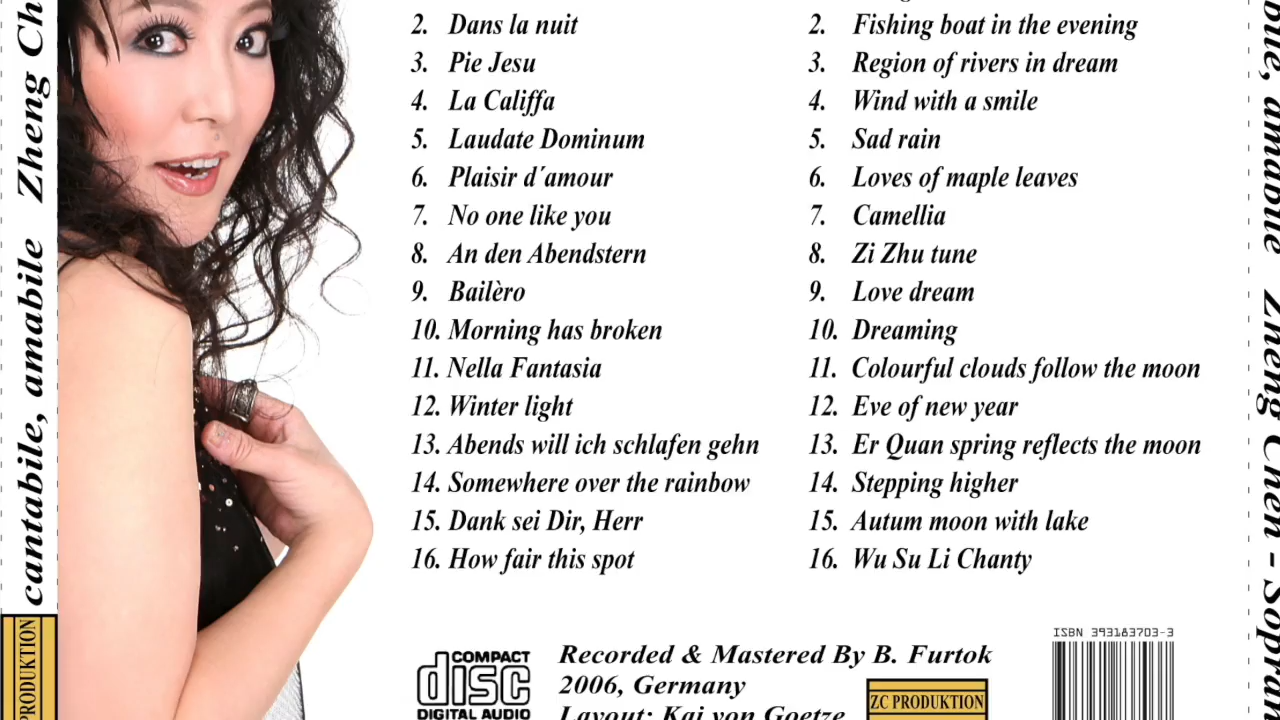 cantabile, amabile Zheng Ch
PRODUKTION
2. Dans la nuit
3. Pie Jesu
4. La Califfa
5. Laudate Dominum
6. Plaisir d´amour
7. No one like you
8. An den Abendstern
9. Bailèro
10. Morning has broken
11. Nella Fantasia
12. Winter light
13. Abends will ich schlafen gehn
14. Somewhere over the rainbow
15. Dank sei Dir, Herr
16. How fair this spot
2. Fishing boat in the evening
3. Region of rivers in dream
4. Wind with a smile
5. Sad rain
6. Loves of maple leaves
7. Camellia
8. Zi Zhu tune
9. Love dream
10. Dreaming
11. Colourful clouds follow the moon
12. Eve of new year
13. Er Quan spring reflects the moon
14. Stepping higher
15. Autum moon with lake
16. Wu Su Li Chanty
COMPACT
disc
DIGITAL AUDIO
Recorded & Mastered By B. Furtok
2006, Germany
Layout: Kai von Goetze
ZC PRODUKTION
ISBN 393183703-3
bile, amabile Zheng Chen - Sopran